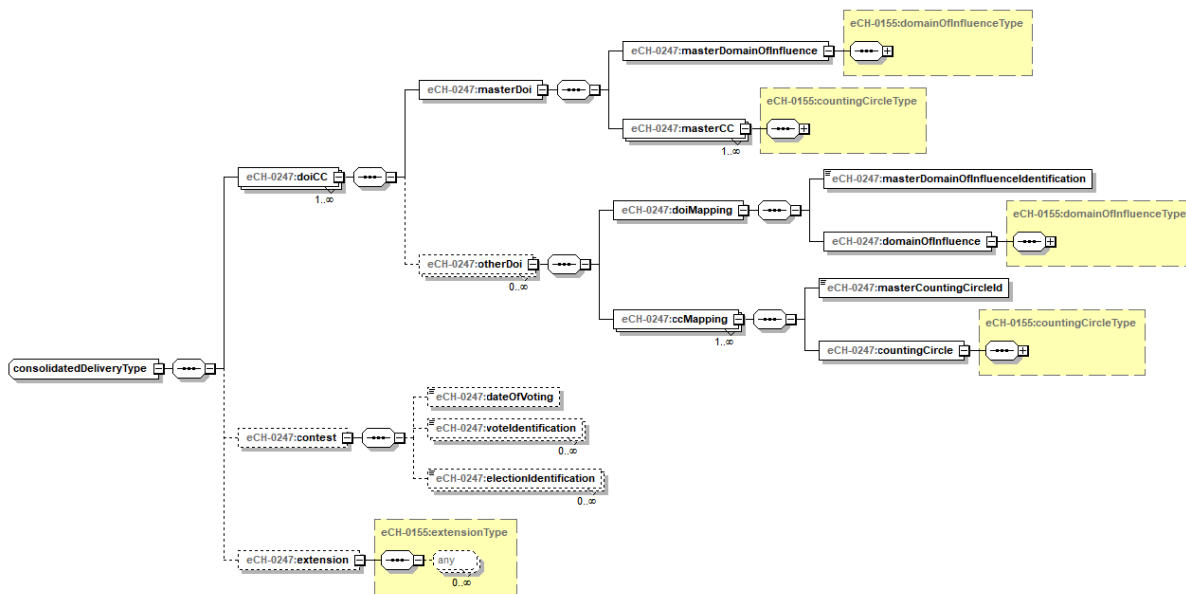 eCH-0155:domainOfInfluenceType
eCH-0247:masterDomainOfInfluence
eCH-0247:masterDoi
eCH-0155:countingCircleType
eCH-0247:masterCC
1..∞
eCH-0247:doiCC
1..∞
eCH-0247:masterDomainOfInfluenceIdentification
eCH-0247:doiMapping
eCH-0155:domainOfInfluenceType
eCH-0247:domainOfInfluence
eCH-0247:otherDoi
0..∞
eCH-0247:masterCountingCircleId
eCH-0247:ccMapping
1..∞
eCH-0155:countingCircleType
eCH-0247:countingCircle
consolidatedDeliveryType
eCH-0247:dateOfVoting
eCH-0247:contest
eCH-0247:voteIdentification
0..∞
eCH-0247:electionIdentification
0..∞
eCH-0155:extensionType
eCH-0247:extension
any
0..∞